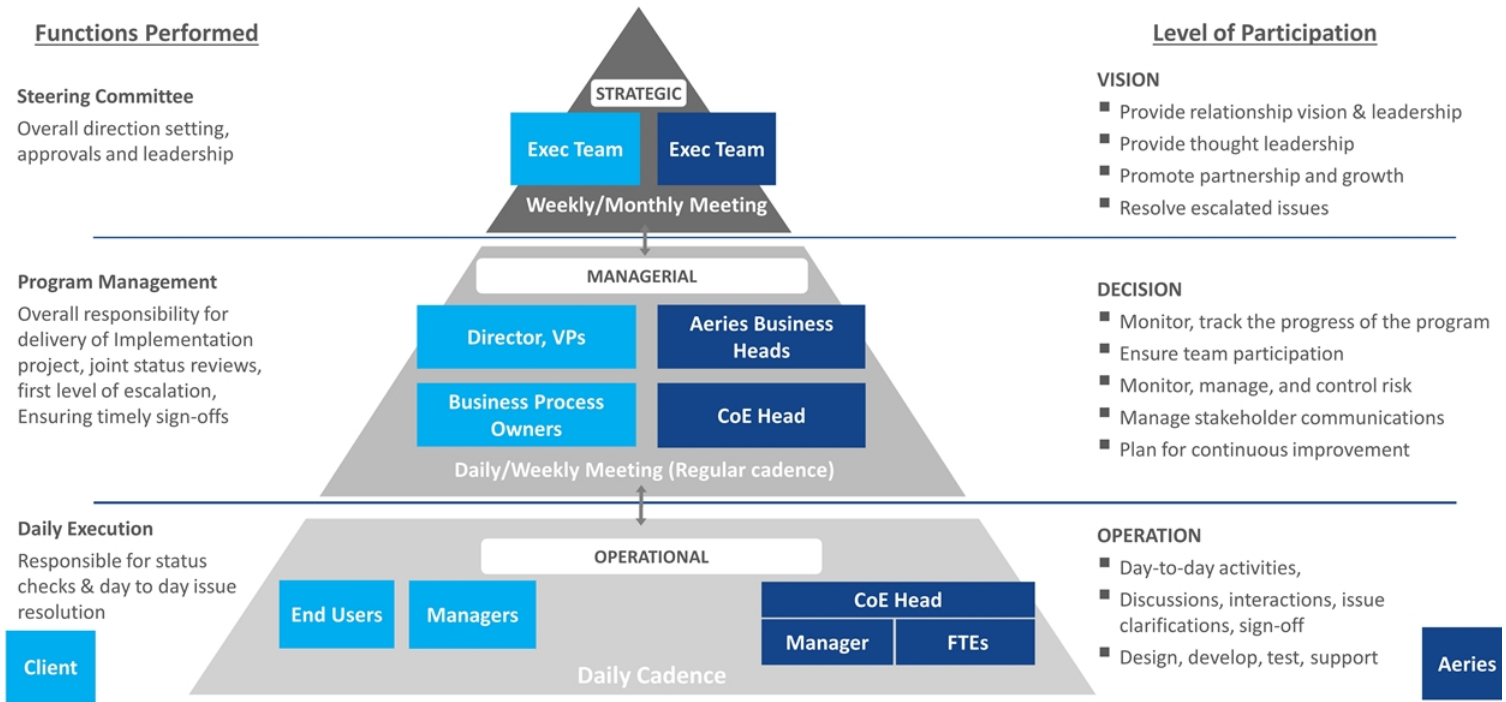 Functions Performed
Level of Participation
Steering Committee
Overall direction setting,
approvals and leadership
STRATEGIC
Exec Team
Exec Team
Weekly/Monthly Meeting
VISION
Provide relationship vision & leadership
Provide thought leadership
Promote partnership and growth
Resolve escalated issues
Program Management
Overall responsibility for
delivery of Implementation
project, joint status reviews,
first level of escalation,
Ensuring timely sign-offs
MANAGERIAL
Director, VPs
Aeries Business
Heads
Business Process
Owners
CoE Head
Daily/Weekly Meeting (Regular cadence)
DECISION
Monitor, track the progress of the program
Ensure team participation
Monitor, manage, and control risk
Manage stakeholder communications
Plan for continuous improvement
Daily Execution
Responsible for status
checks & day to day issue
resolution
Client
OPERATIONAL
End Users
Managers
CoE Head
Manager
FTEs
Daily Cadence
OPERATION
Day-to-day activities,
Discussions, interactions, issue
clarifications, sign-off
Design, develop, test, support
Aeries